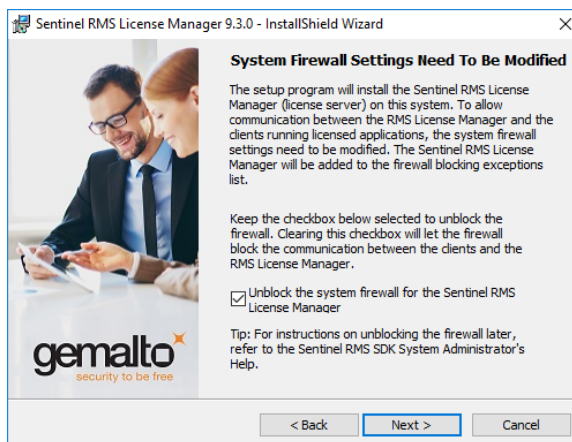 Sentinel RMS License Manager 9.3.0 - InstallShield Wizard
System Firewall Settings Need To Be Modified
The setup program will install the Sentinel RMS License
Manager (license server) on this system. To allow
communication between the RMS License Manager and the
clients running licensed applications, the system firewall
settings need to be modified. The Sentinel RMS License
Manager will be added to the firewall blocking exceptions
list.
Keep the checkbox below selected to unblock the
firewall. Clearing this checkbox will let the firewall
block the communication between the clients and the
RMS License Manager.
Unblock the system firewall for the Sentinel RMS
License Manager
Tip: For instructions on unblocking the firewall later,
refer to the Sentinel RMS SDK System Administrator's
Help.
gemalto
security to be free
< Back Next > Cancel